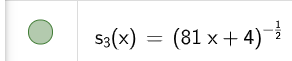 s₃(x) = (81 x + 4)^(-1/2)